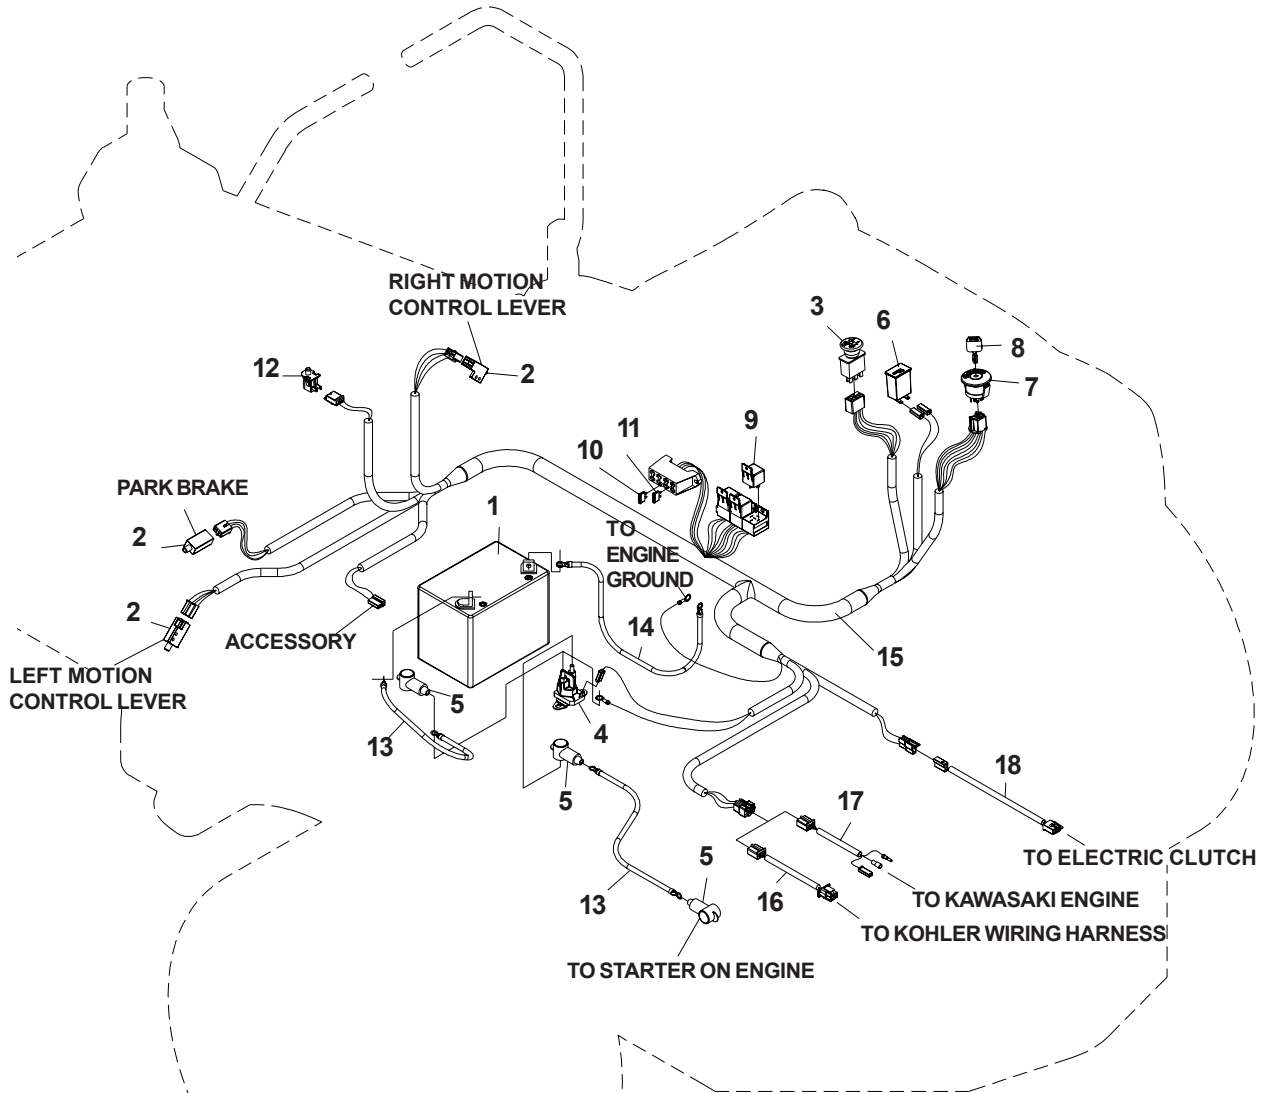 RIGHT MOTION
CONTROL LEVER
3
6
8
12
2
7
9
11
10
PARK BRAKE
1
2
TO
ENGINE
GROUND
2
ACCESSORY
14
15
LEFT MOTION
CONTROL LEVER
5
4
13
18
5
17
TO ELECTRIC CLUTCH
5
13
16
TO KAWASAKI ENGINE
TO KOHLER WIRING HARNESS
TO STARTER ON ENGINE